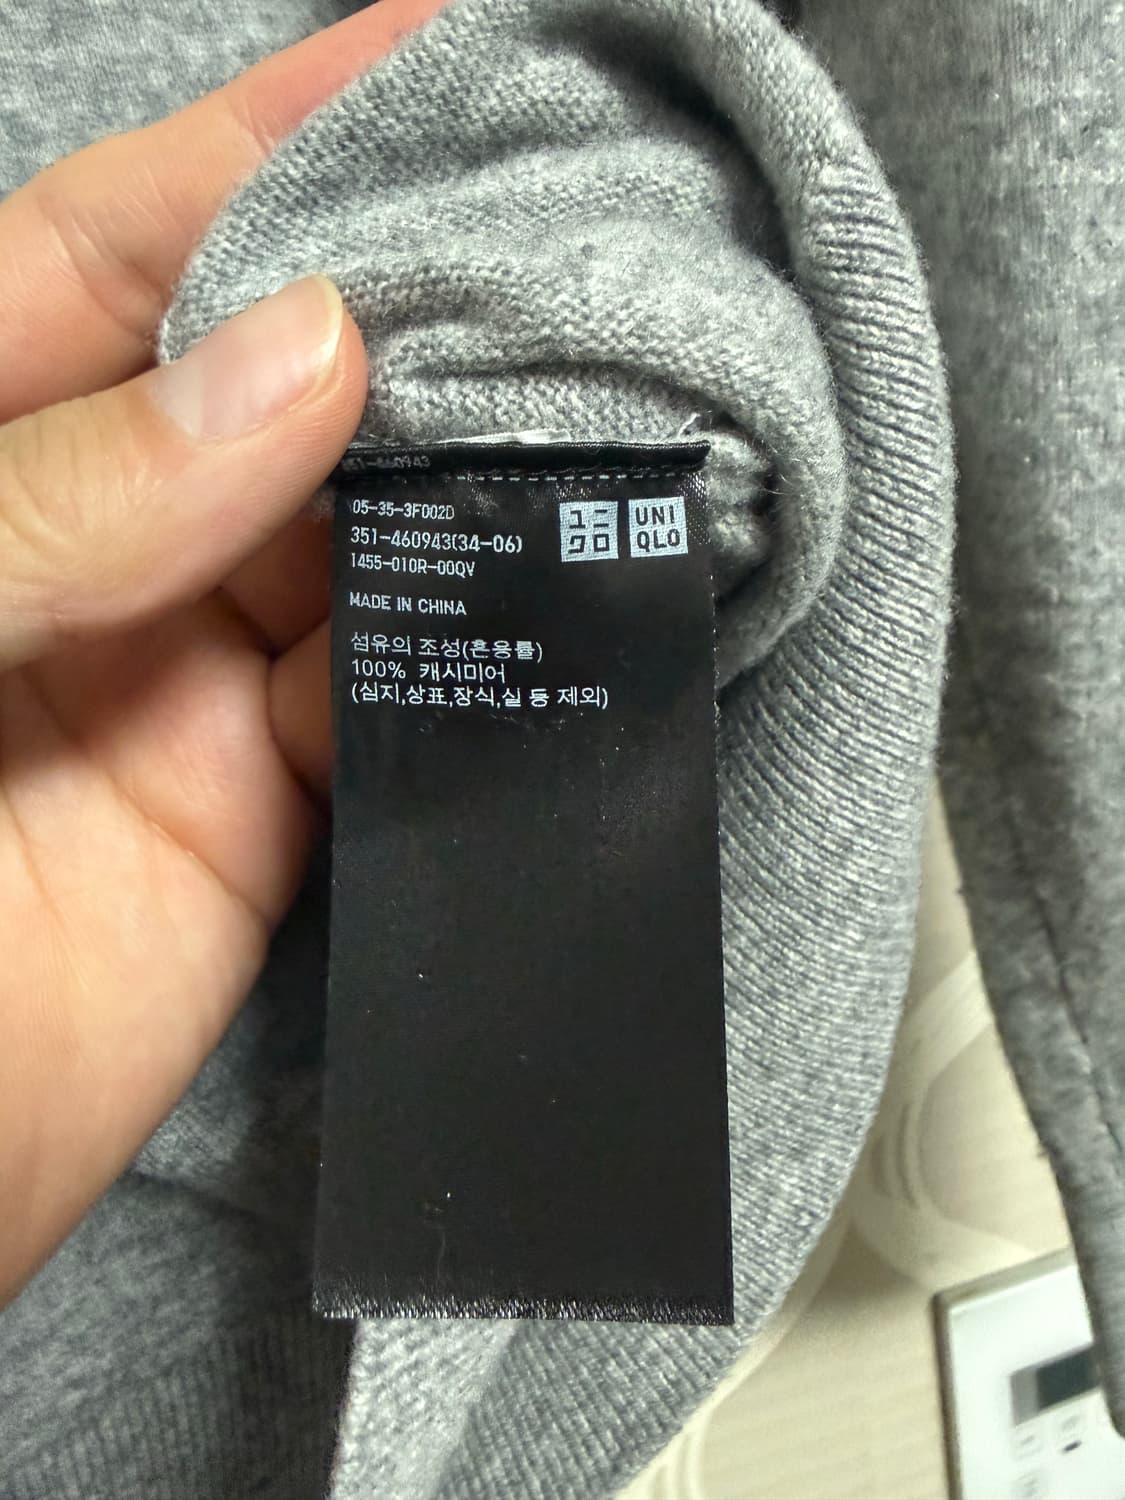 351-460943
05-35-3F002D
351-460943(34-06)
1455-010R-00QV
ユニ
クロ
UNI
QLO
MADE IN CHINA
섬유의 조성(혼용률)
100% 캐시미어
(심지,상표,장식,실 등 제외)